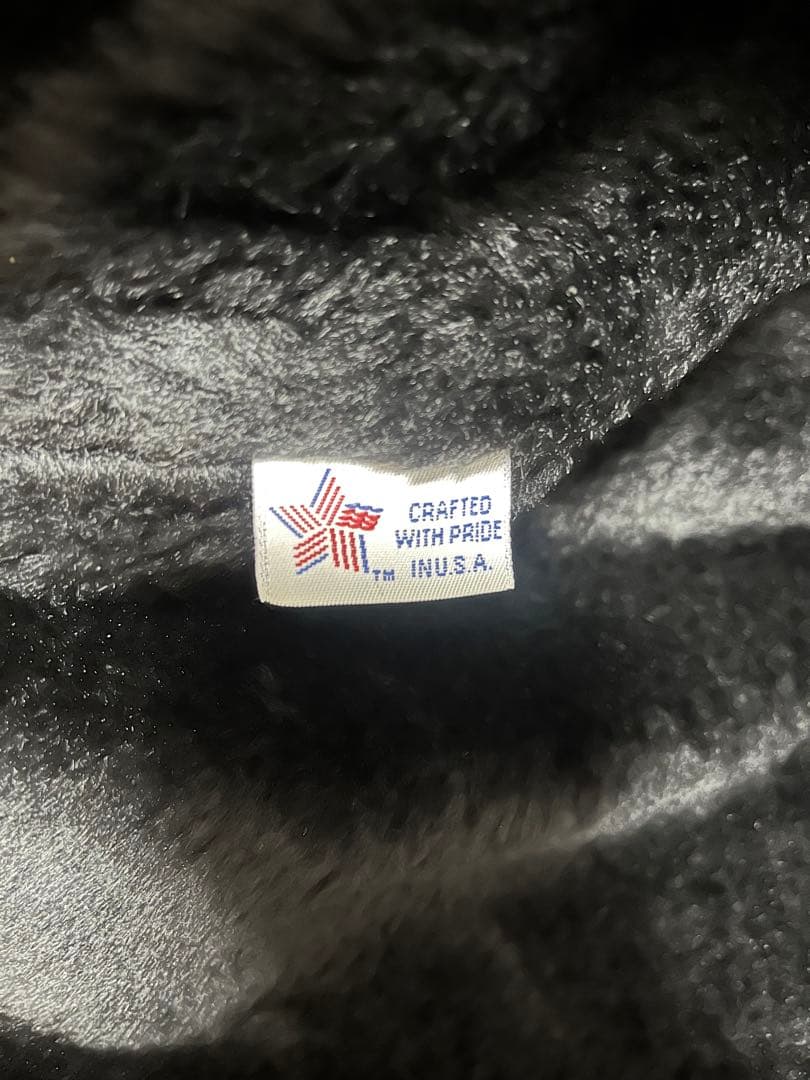 CRAFTED
WITH PRIDE
IN U.S.A.
TM